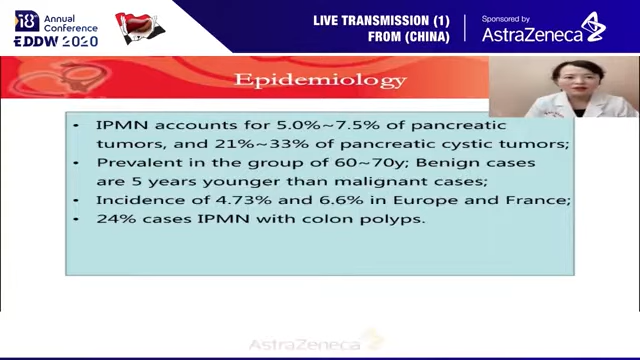 18
th
Annual
Conference
EDDW 2020
LIVE TRANSMISSION (1)
FROM (CHINA)
Sponsored by
AstraZeneca
Epidemiology
• IPMN accounts for 5.0%~7.5% of pancreatic
tumors, and 21%~33% of pancreatic cystic tumors;
• Prevalent in the group of 60~70y; Benign cases
are 5 years younger than malignant cases;
• Incidence of 4.73% and 6.6% in Europe and France;
• 24% cases IPMN with colon polyps.
AstraZeneca